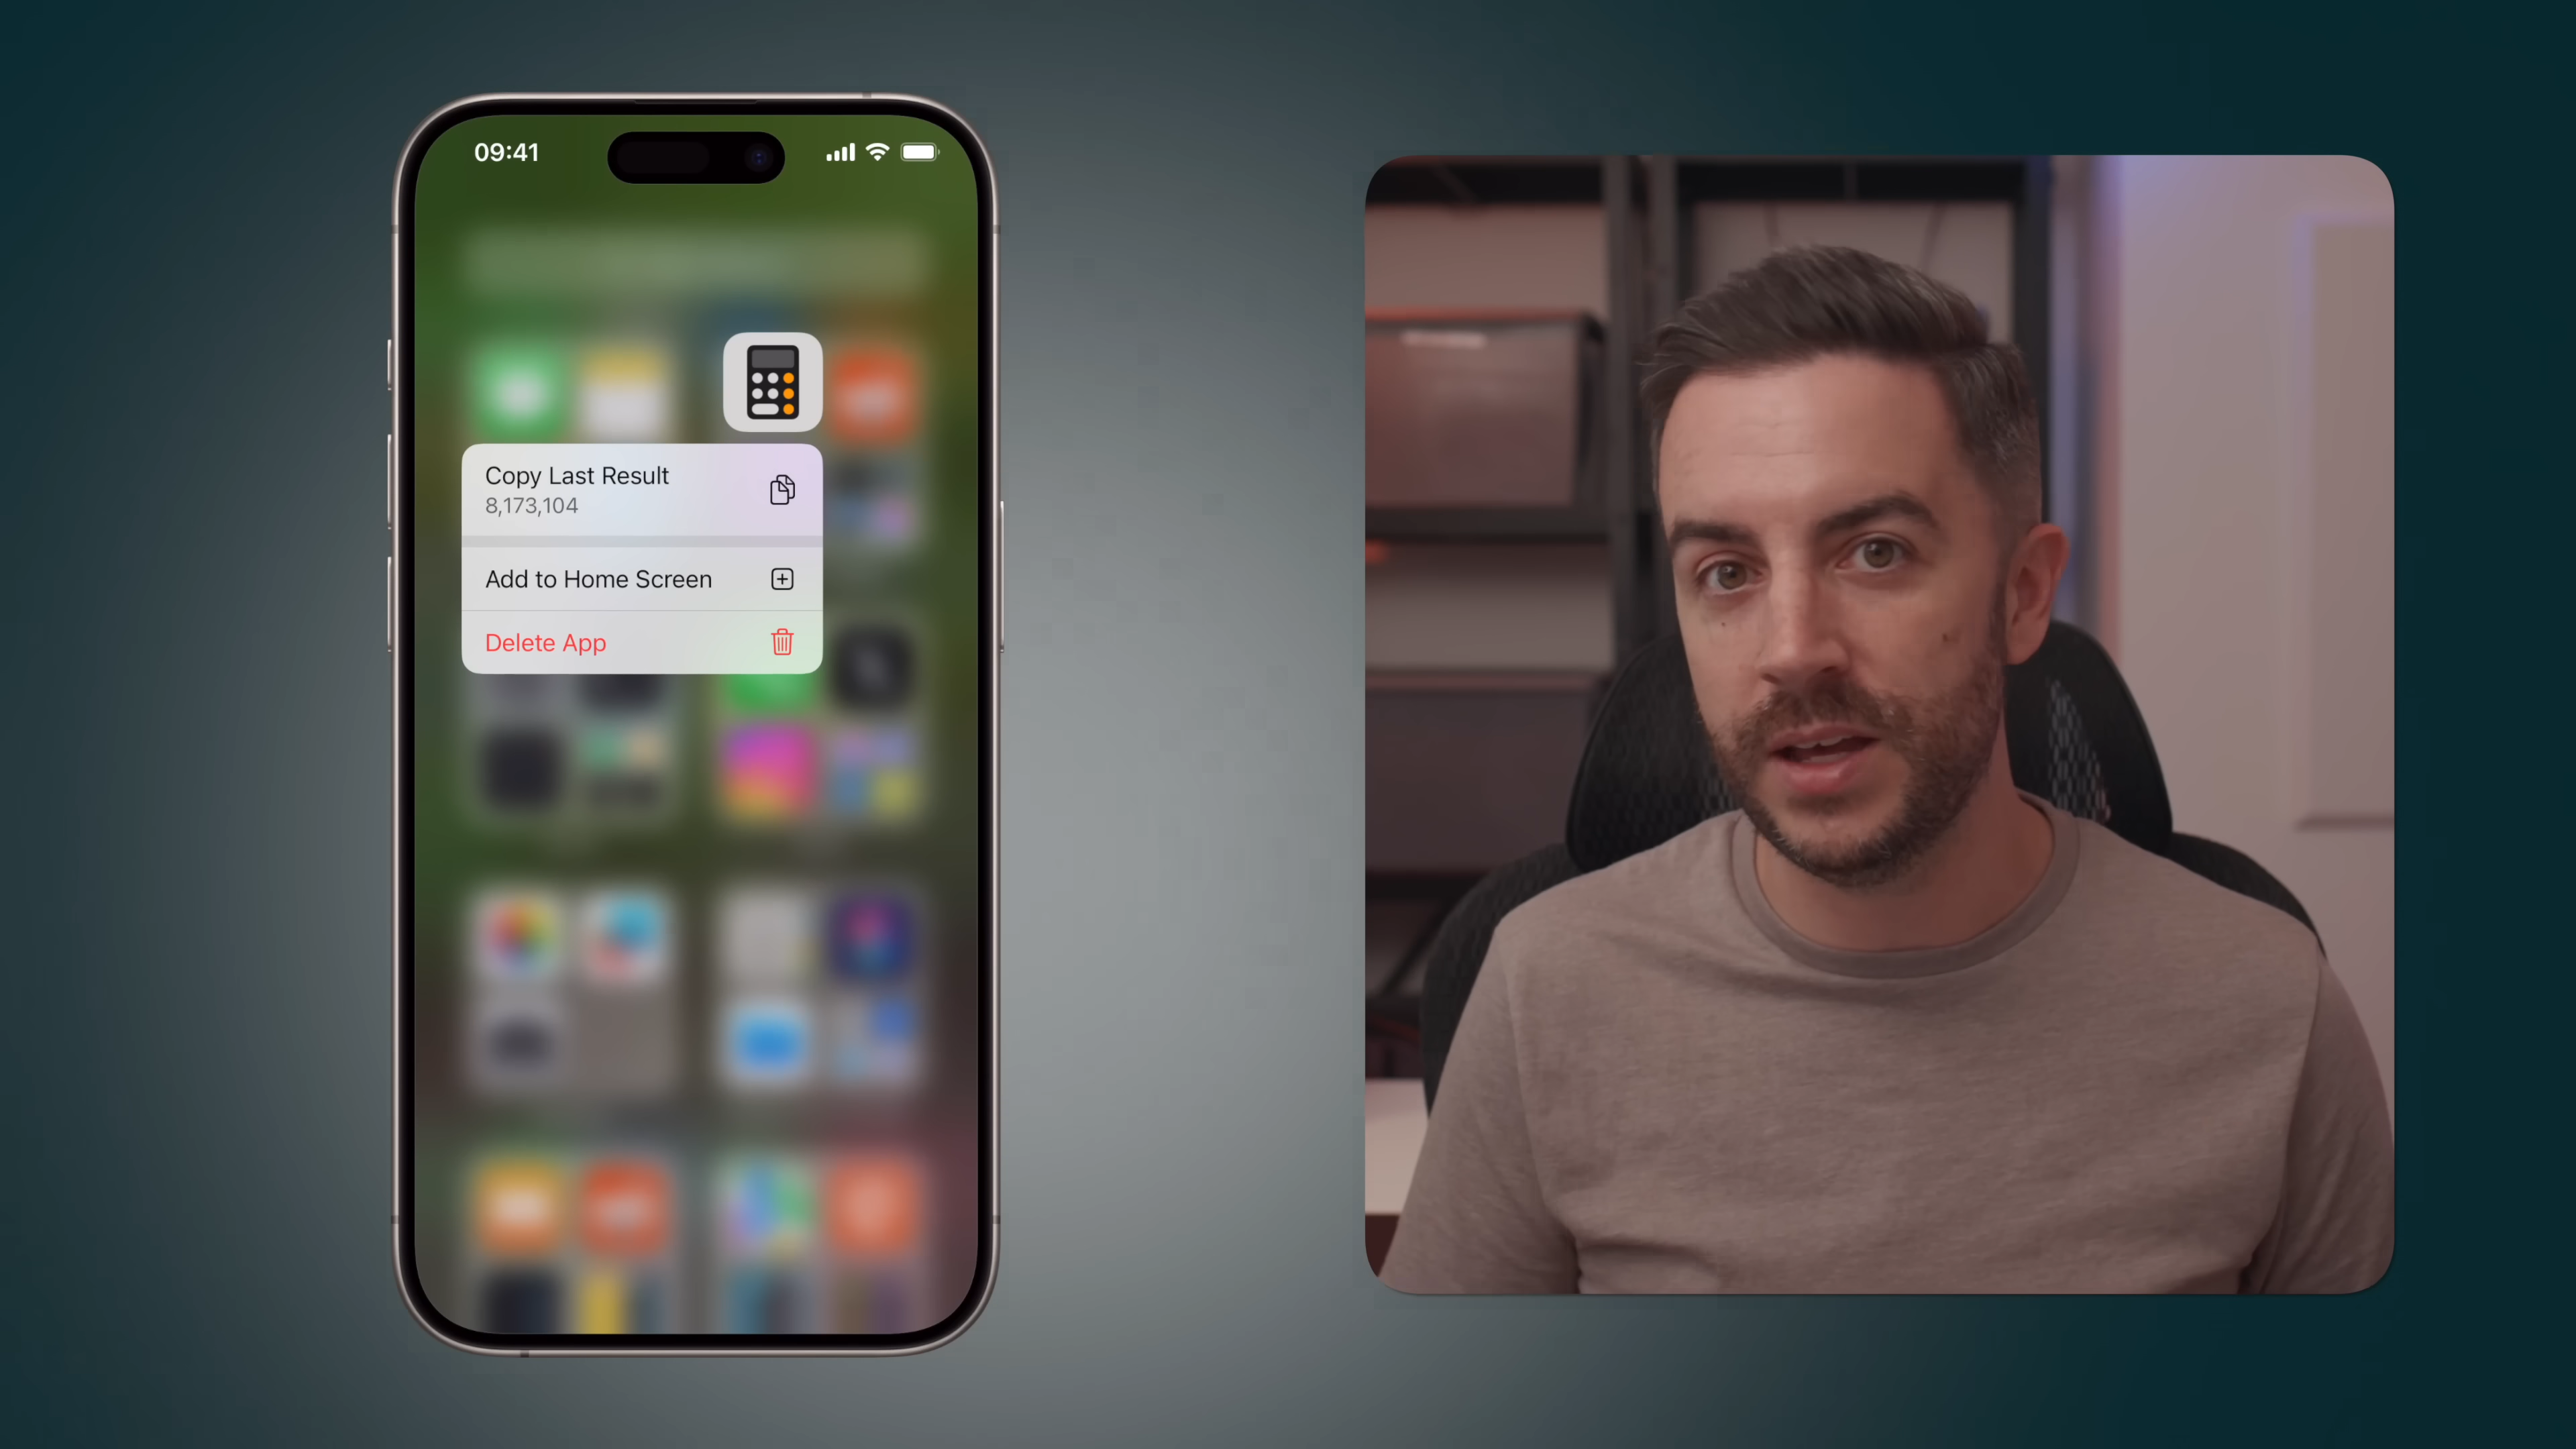 09:41
Copy Last Result
8,173,104
Add to Home Screen
Delete App